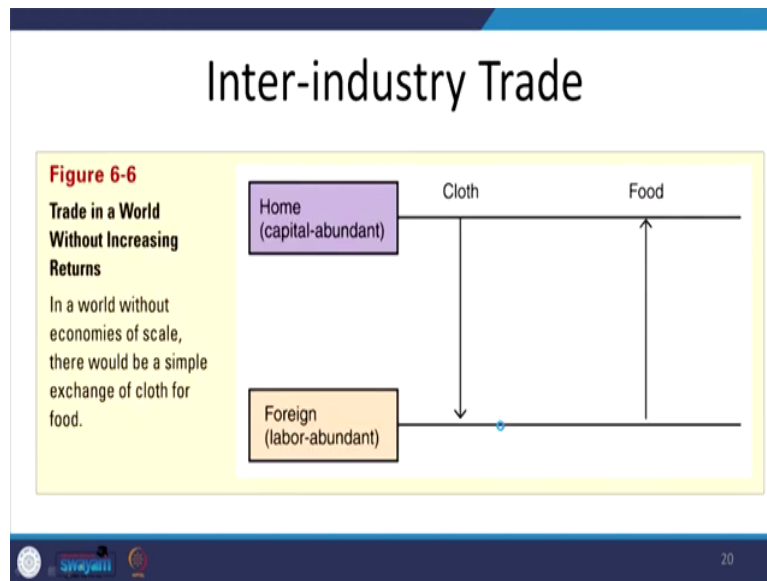 Inter-industry Trade
Figure 6-6
Trade in a World
Without Increasing
Returns
In a world without
economies of scale,
there would be a simple
exchange of cloth for
food.
Cloth
Food
Home
(capital-abundant)
Foreign
(labor-abundant)
swayam
20